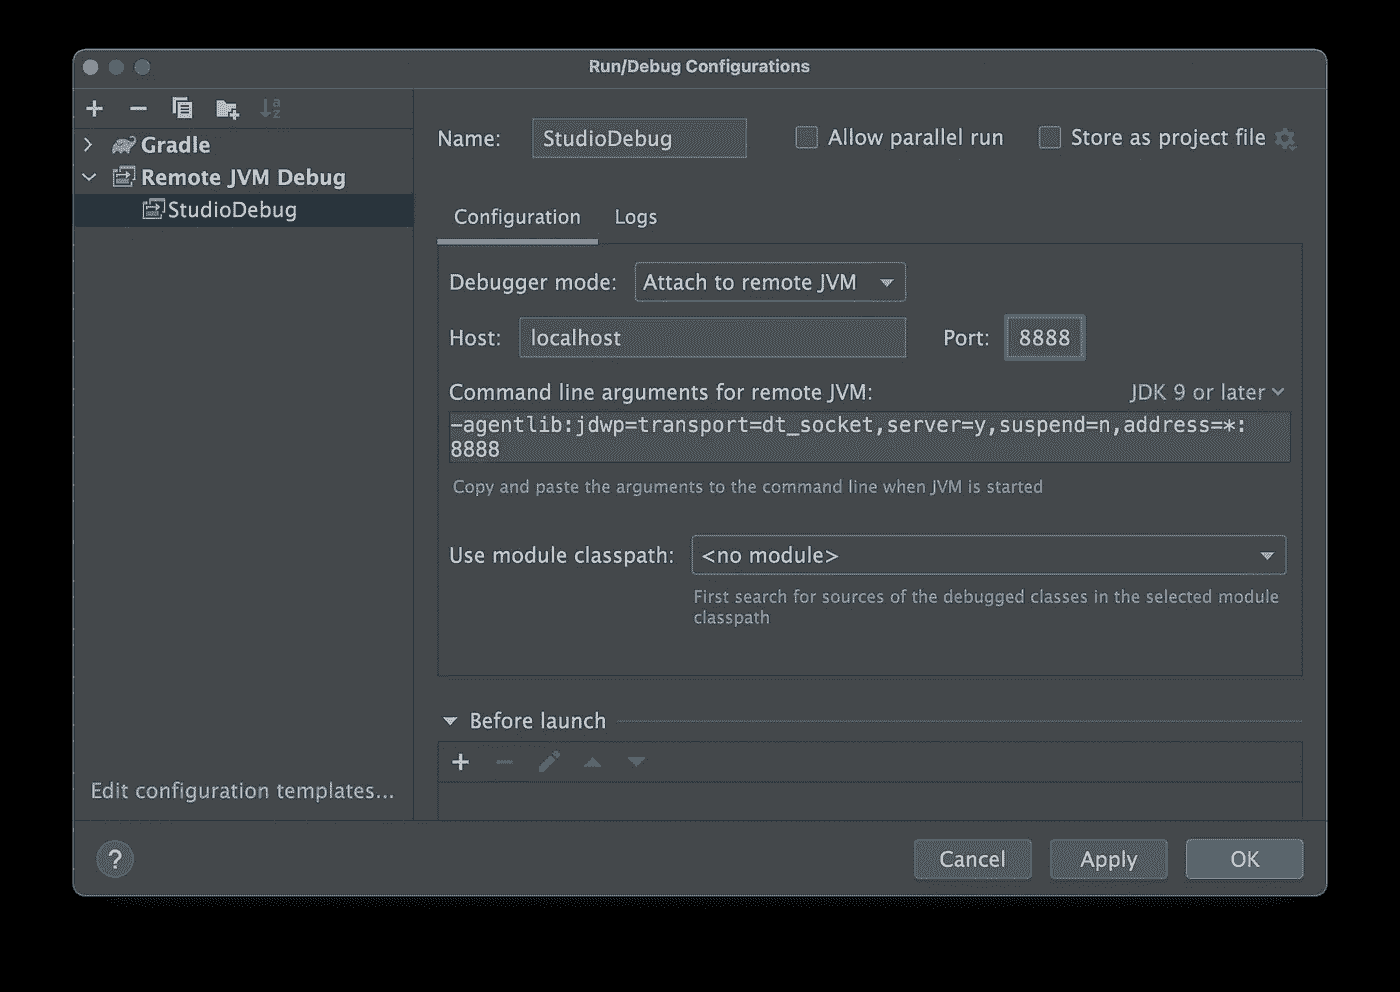 Run/Debug Configurations
Gradle
Remote JVM Debug
StudioDebug
Edit configuration templates...
Name: StudioDebug Allow parallel run Store as project file
Configuration Logs
Debugger mode: Attach to remote JVM
Host: localhost Port: 8888
Command line arguments for remote JVM: JDK 9 or later
-agentlib:jdwp=transport=dt_socket,server=y,suspend=n,address=*:
8888
Copy and paste the arguments to the command line when JVM is started
Use module classpath: <no module>
First search for sources of the debugged classes in the selected module
classpath
Before launch
? Cancel Apply OK